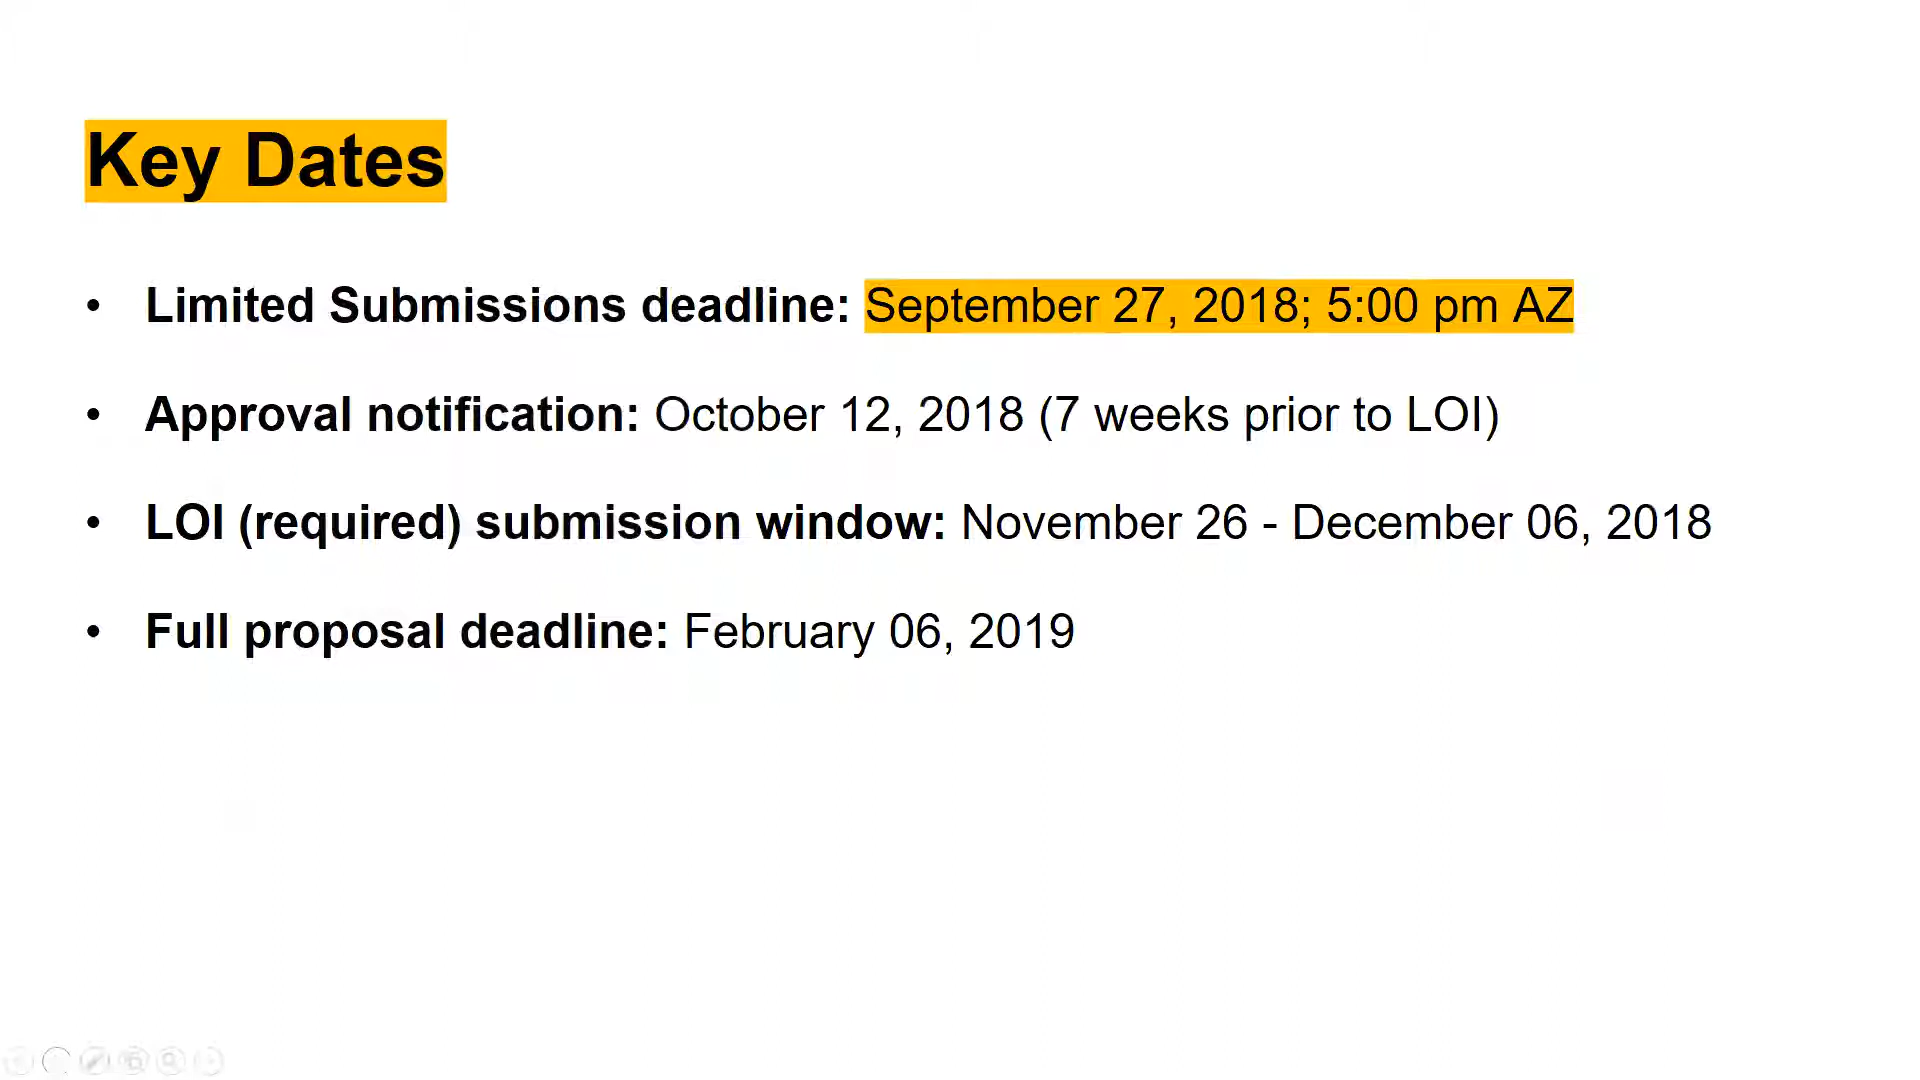 Key Dates
• Limited Submissions deadline: September 27, 2018; 5:00 pm AZ
• Approval notification: October 12, 2018 (7 weeks prior to LOI)
• LOI (required) submission window: November 26 - December 06, 2018
• Full proposal deadline: February 06, 2019